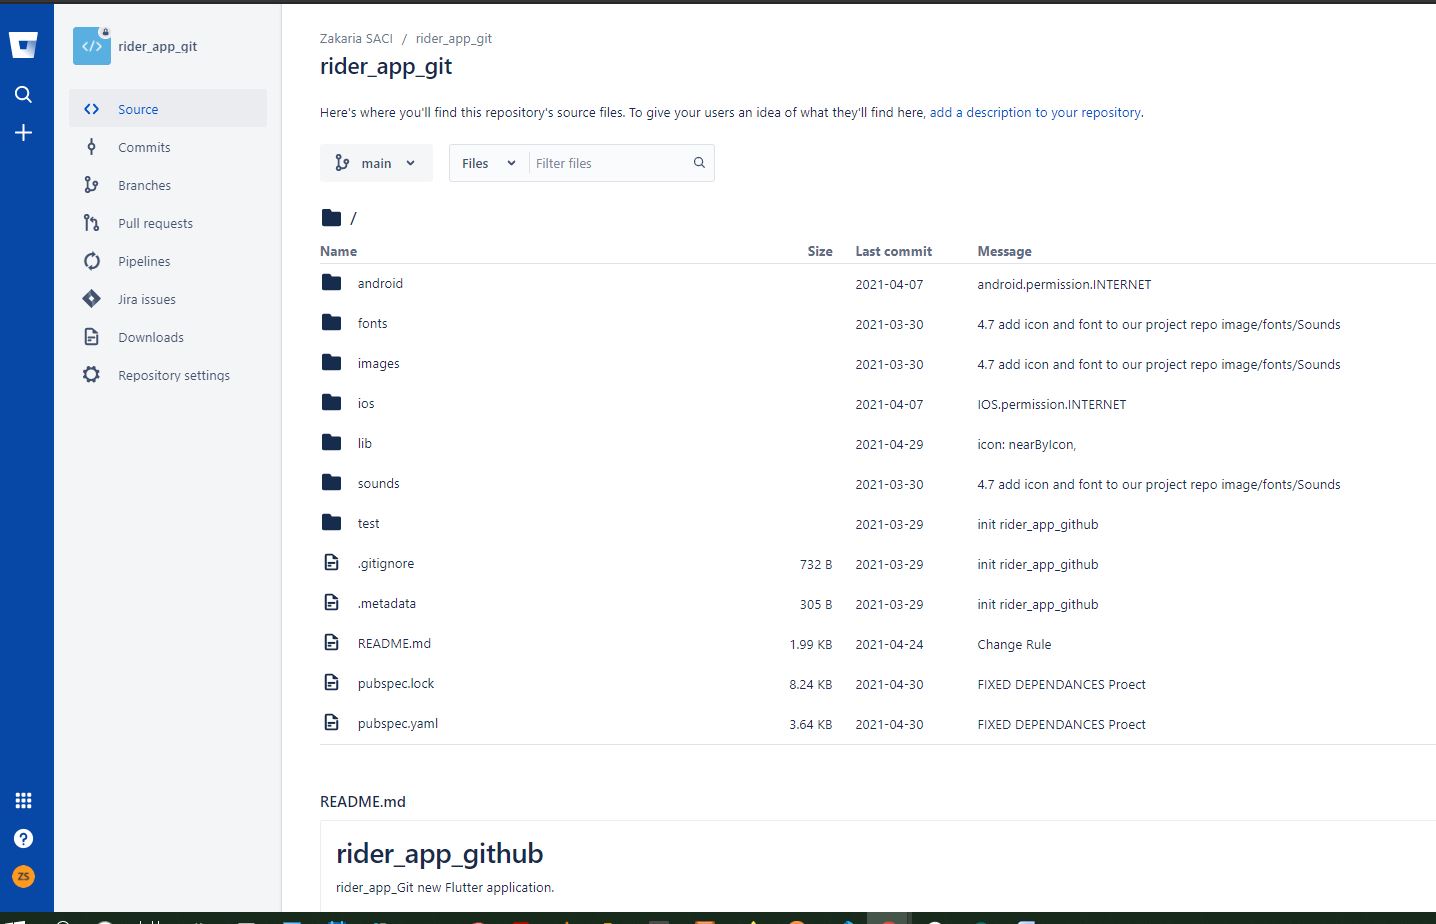 rider_app_git
Source
Commits
Branches
Pull requests
Pipelines
Jira issues
Downloads
Repository settings
Zakaria SACI / rider_app_git
rider_app_git
Here's where you'll find this repository's source files. To give your users an idea of what they'll find here, add a description to your repository.
main Files Filter files
/
Name Size Last commit Message
android 2021-04-07 android.permission.INTERNET
fonts 2021-03-30 4.7 add icon and font to our project repo image/fonts/Sounds
images 2021-03-30 4.7 add icon and font to our project repo image/fonts/Sounds
ios 2021-04-07 IOS.permission.INTERNET
lib 2021-04-29 icon: nearByIcon,
sounds 2021-03-30 4.7 add icon and font to our project repo image/fonts/Sounds
test 2021-03-29 init rider_app_github
.gitignore 732 B 2021-03-29 init rider_app_github
.metadata 305 B 2021-03-29 init rider_app_github
README.md 1.99 KB 2021-04-24 Change Rule
pubspec.lock 8.24 KB 2021-04-30 FIXED DEPENDANCES Proect
pubspec.yaml 3.64 KB 2021-04-30 FIXED DEPENDANCES Proect
README.md
rider_app_github
rider_app_Git new Flutter application.
ZS